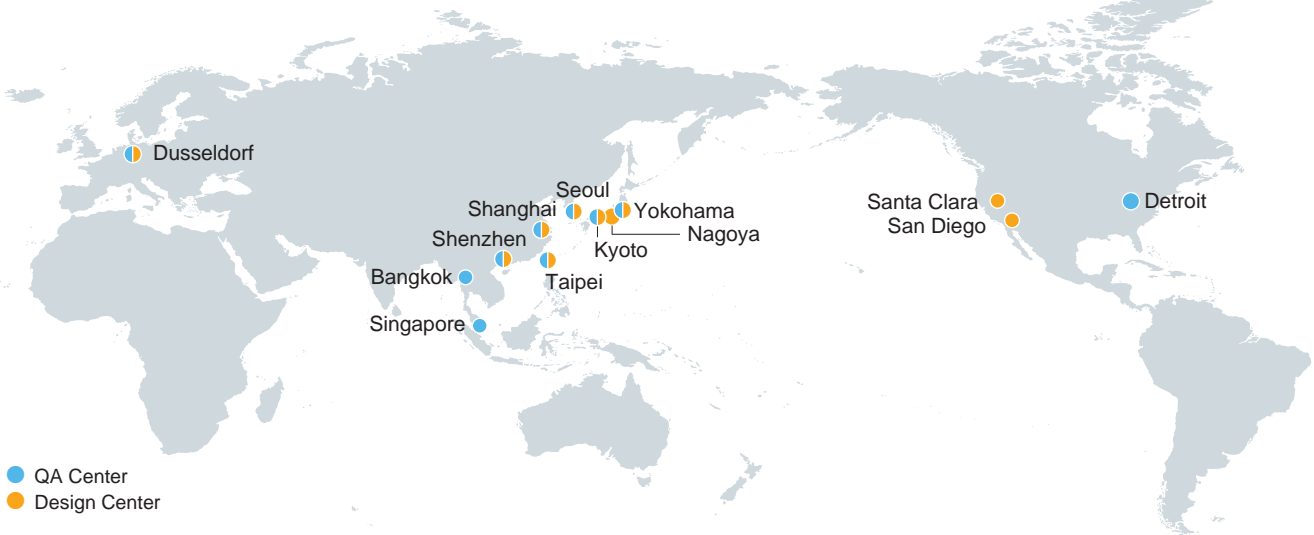 Dusseldorf
Seoul
Shanghai
Yokohama
Shenzhen
Nagoya
Kyoto
Bangkok
Taipei
Singapore
Santa Clara
San Diego
Detroit
QA Center
Design Center